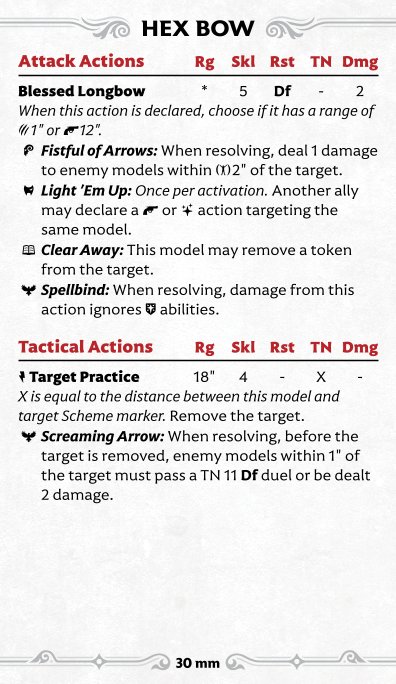 HEX BOW
Attack Actions Rg Skl Rst TN Dmg
Blessed Longbow * 5 Df - 2
When this action is declared, choose if it has a range of
1" or 12".
Fistful of Arrows: When resolving, deal 1 damage
to enemy models within 2" of the target.
Light 'Em Up: Once per activation. Another ally
may declare a or action targeting the
same model.
Clear Away: This model may remove a token
from the target.
Spellbind: When resolving, damage from this
action ignores abilities.
Tactical Actions Rg Skl Rst TN Dmg
Target Practice 18" 4 - X -
X is equal to the distance between this model and
target Scheme marker. Remove the target.
Screaming Arrow: When resolving, before the
target is removed, enemy models within 1" of
the target must pass a TN 11 Df duel or be dealt
2 damage.
30 mm